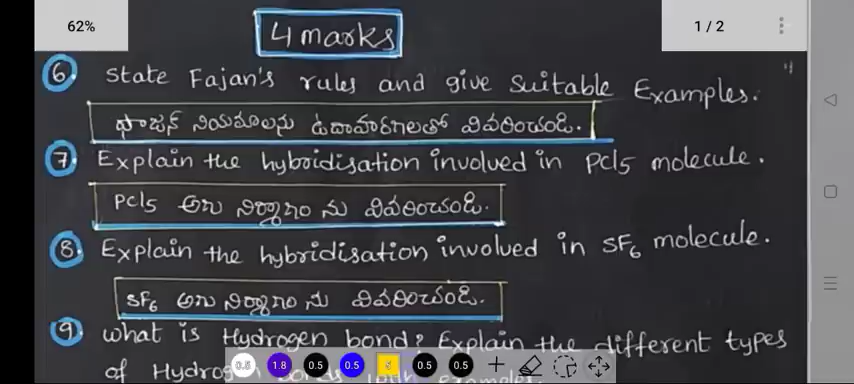 62%
1 / 2
4 marks
6 State Fajan's rules and give Suitable Examples.
ఫాజన్ నియమాలను ఉదాహరణలతో వివరించండి.
7 Explain the hybridisation involved in Pcl5 molecule.
Pcl5 అణు నిర్మాణం ను వివరించండి.
8. Explain the hybridisation involved in SF6 molecule.
SF6 అణు నిర్మాణం ను వివరించండి.
9. what is Hydrogen bond? Explain the different types
0.5 1.8 0.5 0.5 5 0.5 0.5
of Hydrogen